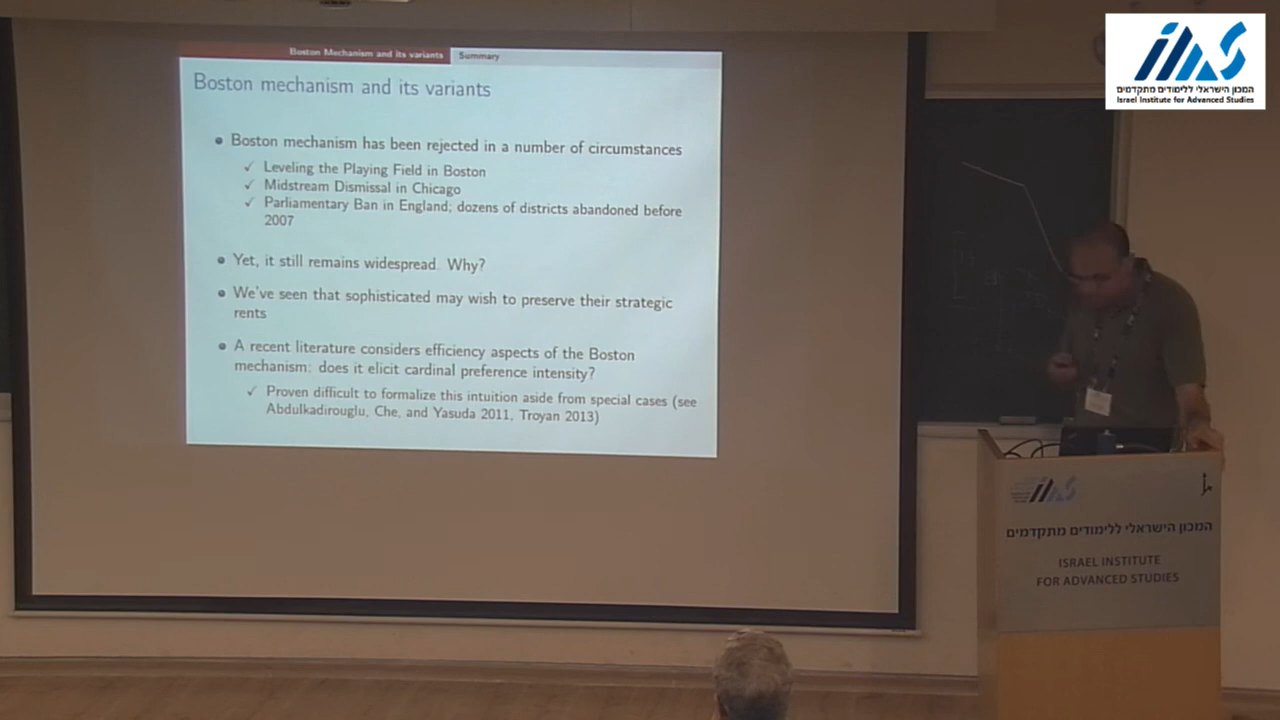 Boston Mechanism and its variants
Summary
Boston mechanism and its variants
Boston mechanism has been rejected in a number of circumstances
✓ Leveling the Playing Field in Boston
✓ Midstream Dismissal in Chicago
✓ Parliamentary Ban in England; dozens of districts abandoned before
2007
Yet, it still remains widespread. Why?
We've seen that sophisticated may wish to preserve their strategic
rents
A recent literature considers efficiency aspects of the Boston
mechanism: does it elicit cardinal preference intensity?
✓ Proven difficult to formalize this intuition aside from special cases (see
Abdulkadirouglu, Che, and Yasuda 2011, Troyan 2013)
המכון הישראלי ללימודים מתקדמים
Israel Institute for Advanced Studies
המכון הישראלי ללימודים מתקדמים
ISRAEL INSTITUTE
FOR ADVANCED STUDIES